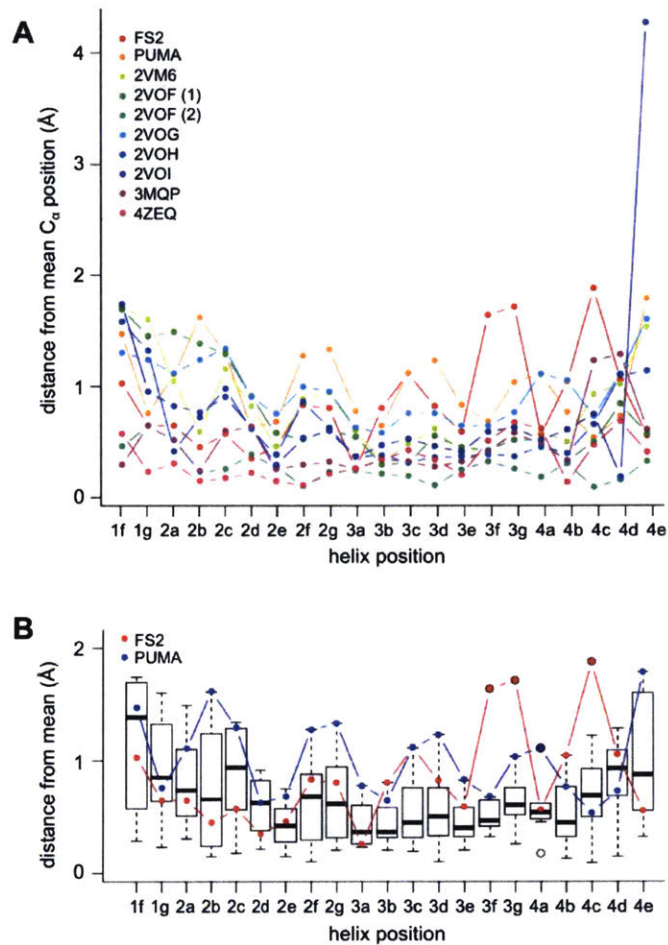 A
FS2
PUMA
2VM6
2VOF (1)
2VOF (2)
2VOG
2VOH
2VOI
3MQP
4ZEQ
distance from mean Cα position (Å)
4
3
2
1
0
1f 1g 2a 2b 2c 2d 2e 2f 2g 3a 3b 3c 3d 3e 3f 3g 4a 4b 4c 4d 4e
helix position
B
FS2
PUMA
distance from mean (Å)
2
1
0
1f 1g 2a 2b 2c 2d 2e 2f 2g 3a 3b 3c 3d 3e 3f 3g 4a 4b 4c 4d 4e
helix position